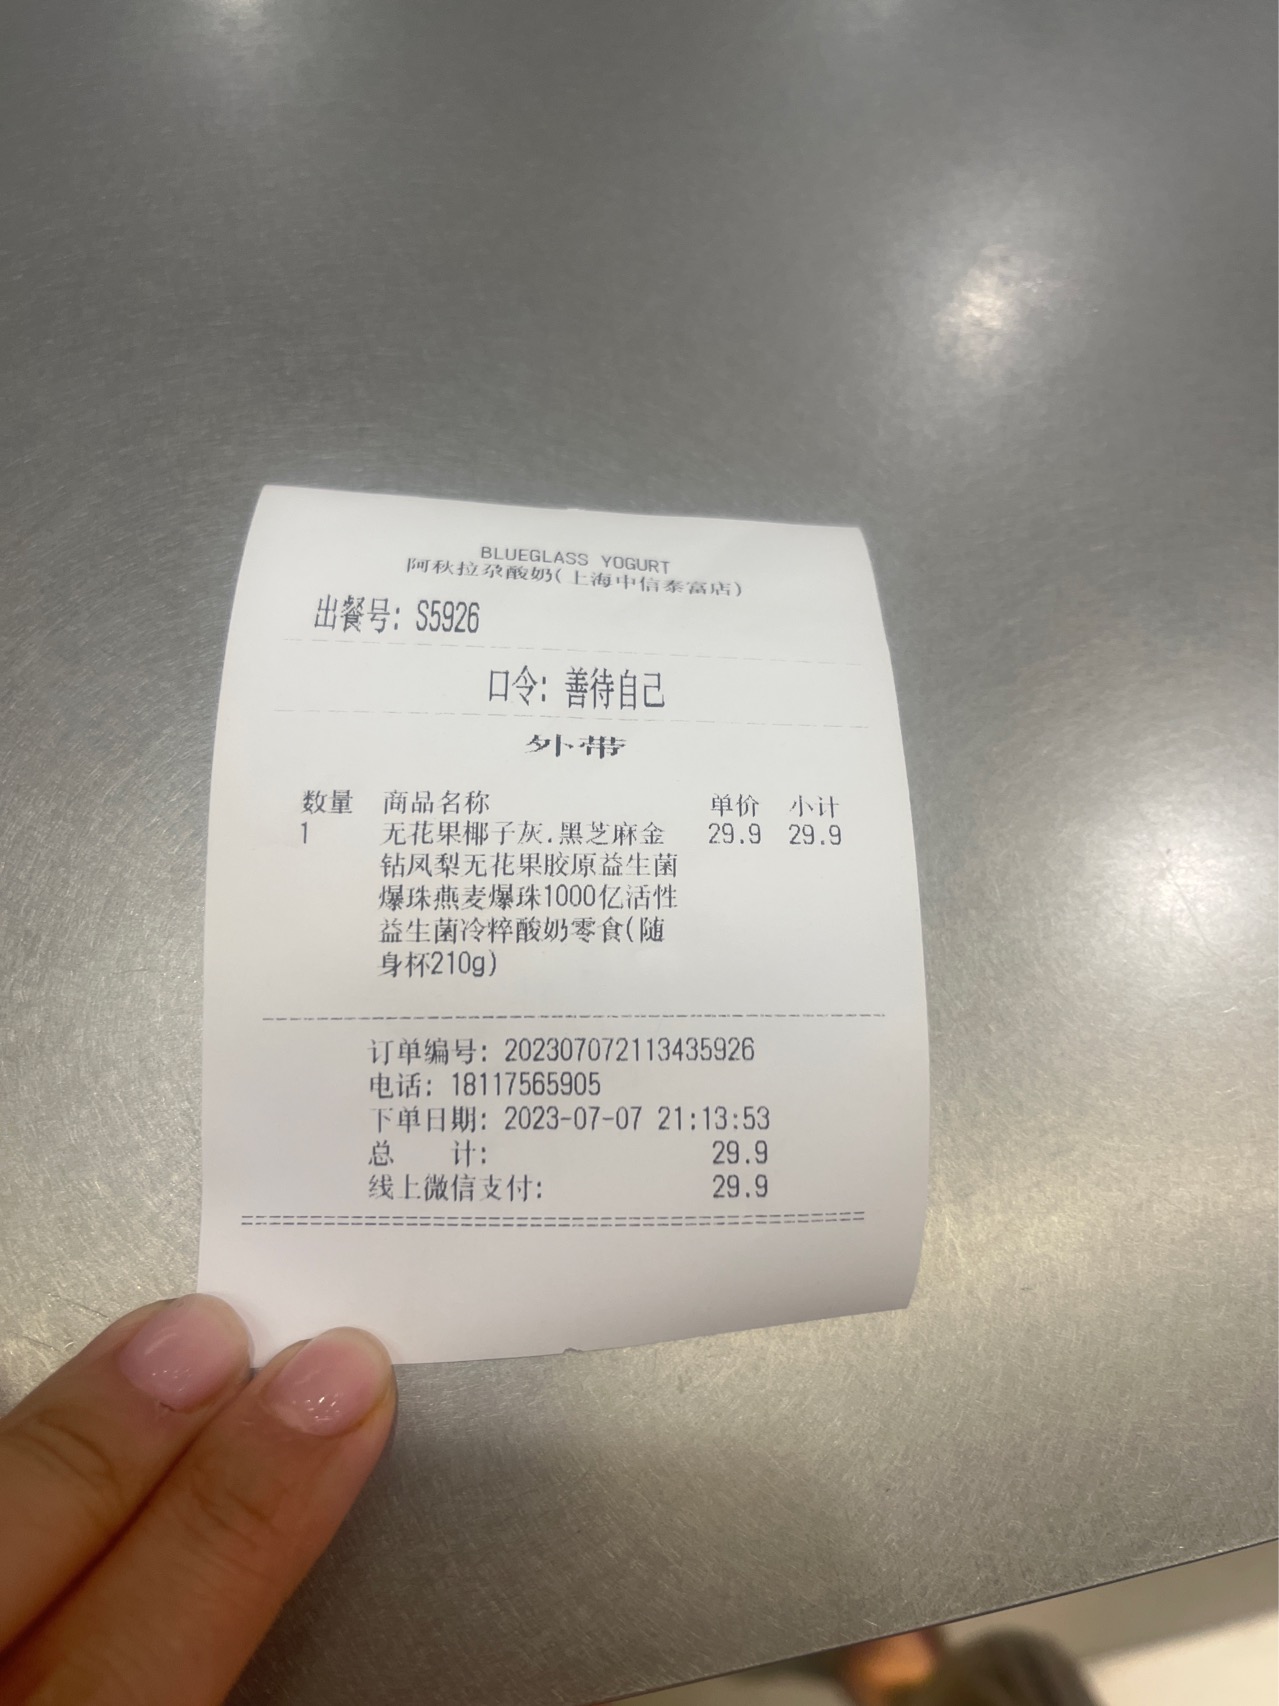 BLUEGLASS YOGURT
阿秋拉尕酸奶(上海中信泰富店)
出餐号: S5926
口令: 善待自己
外带
数量 商品名称 单价 小计
1 无花果椰子灰.黑芝麻金 29.9 29.9
钻凤梨无花果胶原益生菌
爆珠燕麦爆珠1000亿活性
益生菌冷粹酸奶零食(随
身杯210g)
订单编号: 202307072113435926
电话: 18117565905
下单日期: 2023-07-07 21:13:53
总 计: 29.9
线上微信支付: 29.9